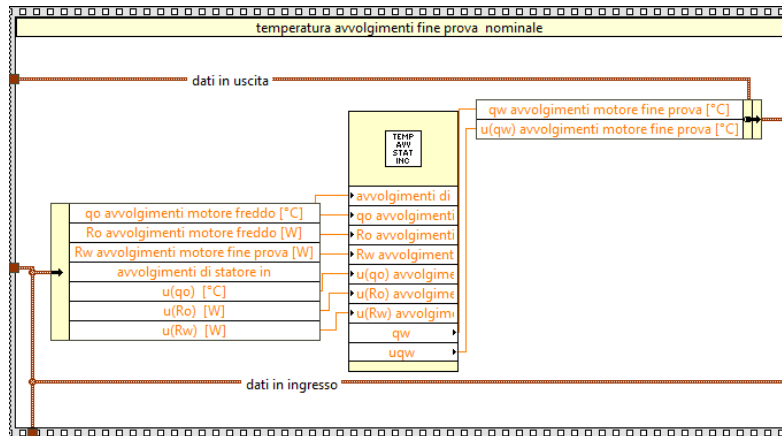 temperatura avvolgimenti fine prova nominale
dati in uscita
qw avvolgimenti motore fine prova [°C]
u(qw) avvolgimenti motore fine prova [°C]
TEMP
AVV
STAT
INC
avvolgimenti di
qo avvolgimenti
Ro avvolgimenti
Rw avvolgiment
u(qo) avvolgime
u(Ro) avvolgime
u(Rw) avvolgim
qw
uqw
qo avvolgimenti motore freddo [°C]
Ro avvolgimenti motore freddo [W]
Rw avvolgimenti motore fine prova [W]
avvolgimenti di statore in
u(qo) [°C]
u(Ro) [W]
u(Rw) [W]
dati in ingresso